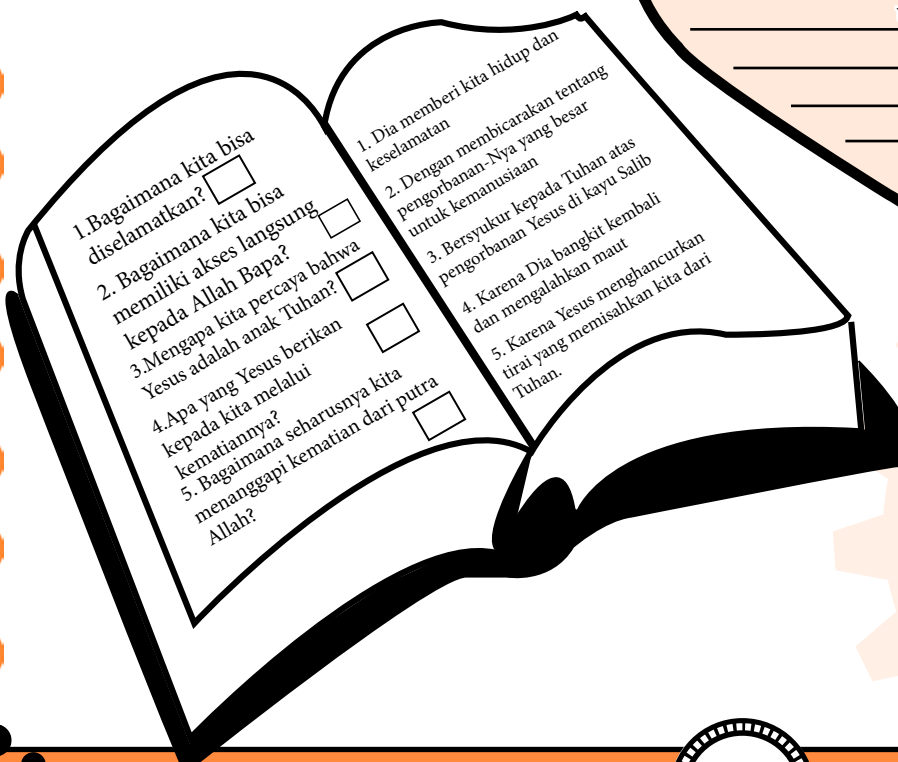 1.Bagaimana kita bisa
diselamatkan?
2. Bagaimana kita bisa
memiliki akses langsung
kepada Allah Bapa?
3.Mengapa kita percaya bahwa
Yesus adalah anak Tuhan?
4.Apa yang Yesus berikan
kepada kita melalui
kematiannya?
5. Bagaimana seharusnya kita
menanggapi kematian dari putra
Allah?
1. Dia memberi kita hidup dan
keselamatan
2. Dengan membicarakan tentang
pengorbanan-Nya yang besar
untuk kemanusiaan
3. Bersyukur kepada Tuhan atas
pengorbanan Yesus di kayu Salib
4. Karena Dia bangkit kembali
dan mengalahkan maut
5. Karena Yesus menghancurkan
tirai yang memisahkan kita dari
Tuhan.